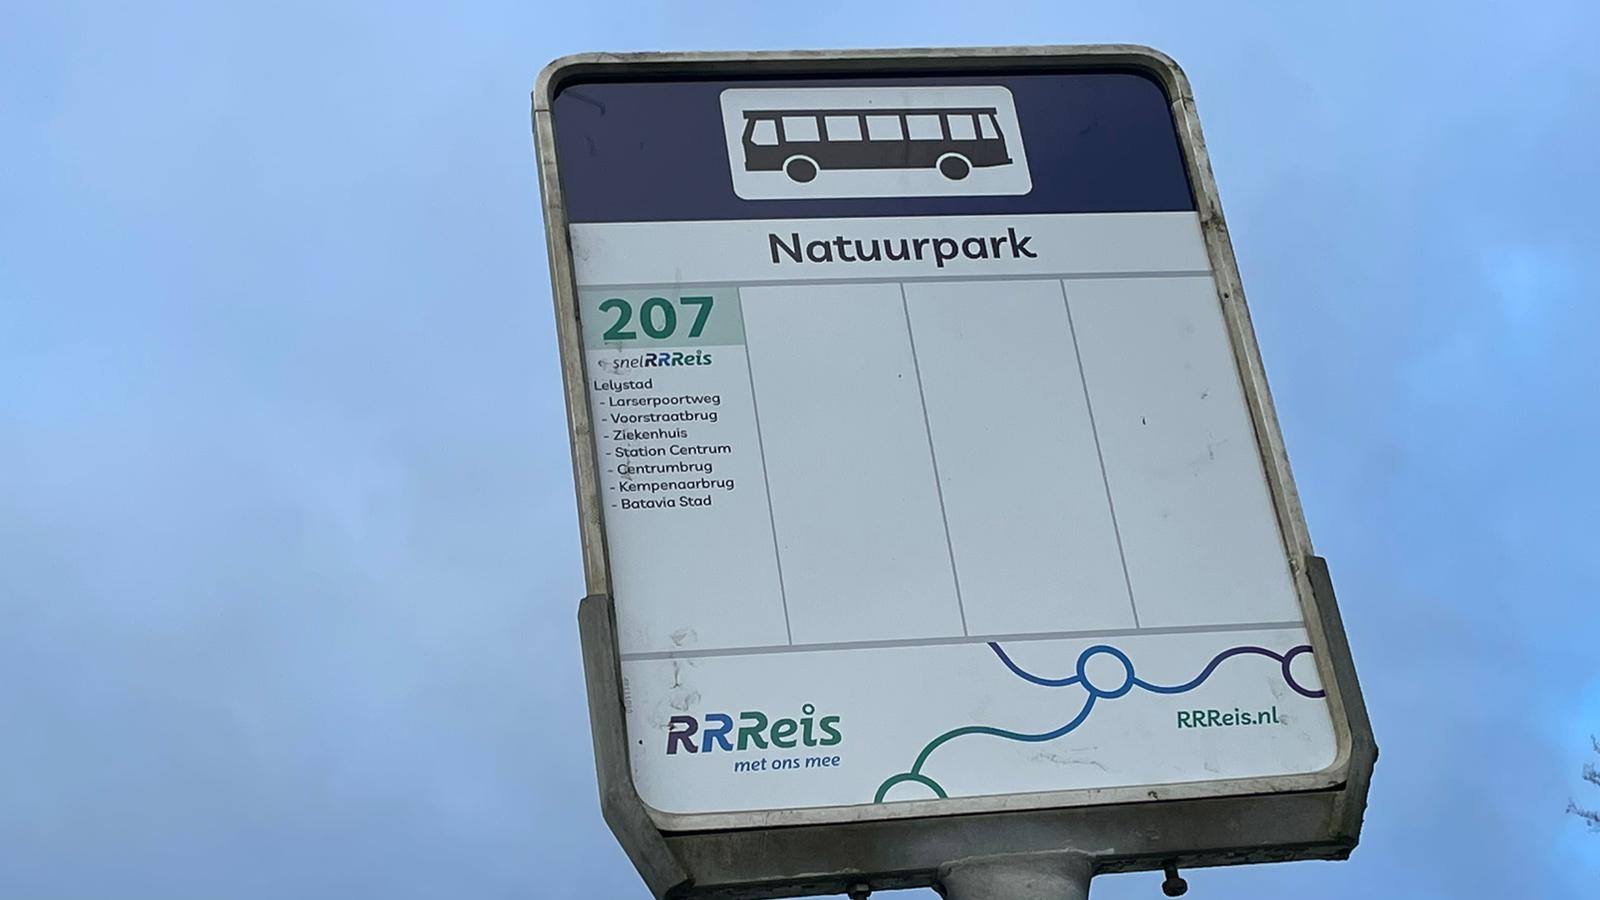 Natuurpark
207
snelRRReis
Lelystad
- Larserpoortweg
- Voorstraatbrug
- Ziekenhuis
- Station Centrum
- Centrumbrug
- Kempenaarbrug
- Batavia Stad
RRReis
met ons mee
RRReis.nl